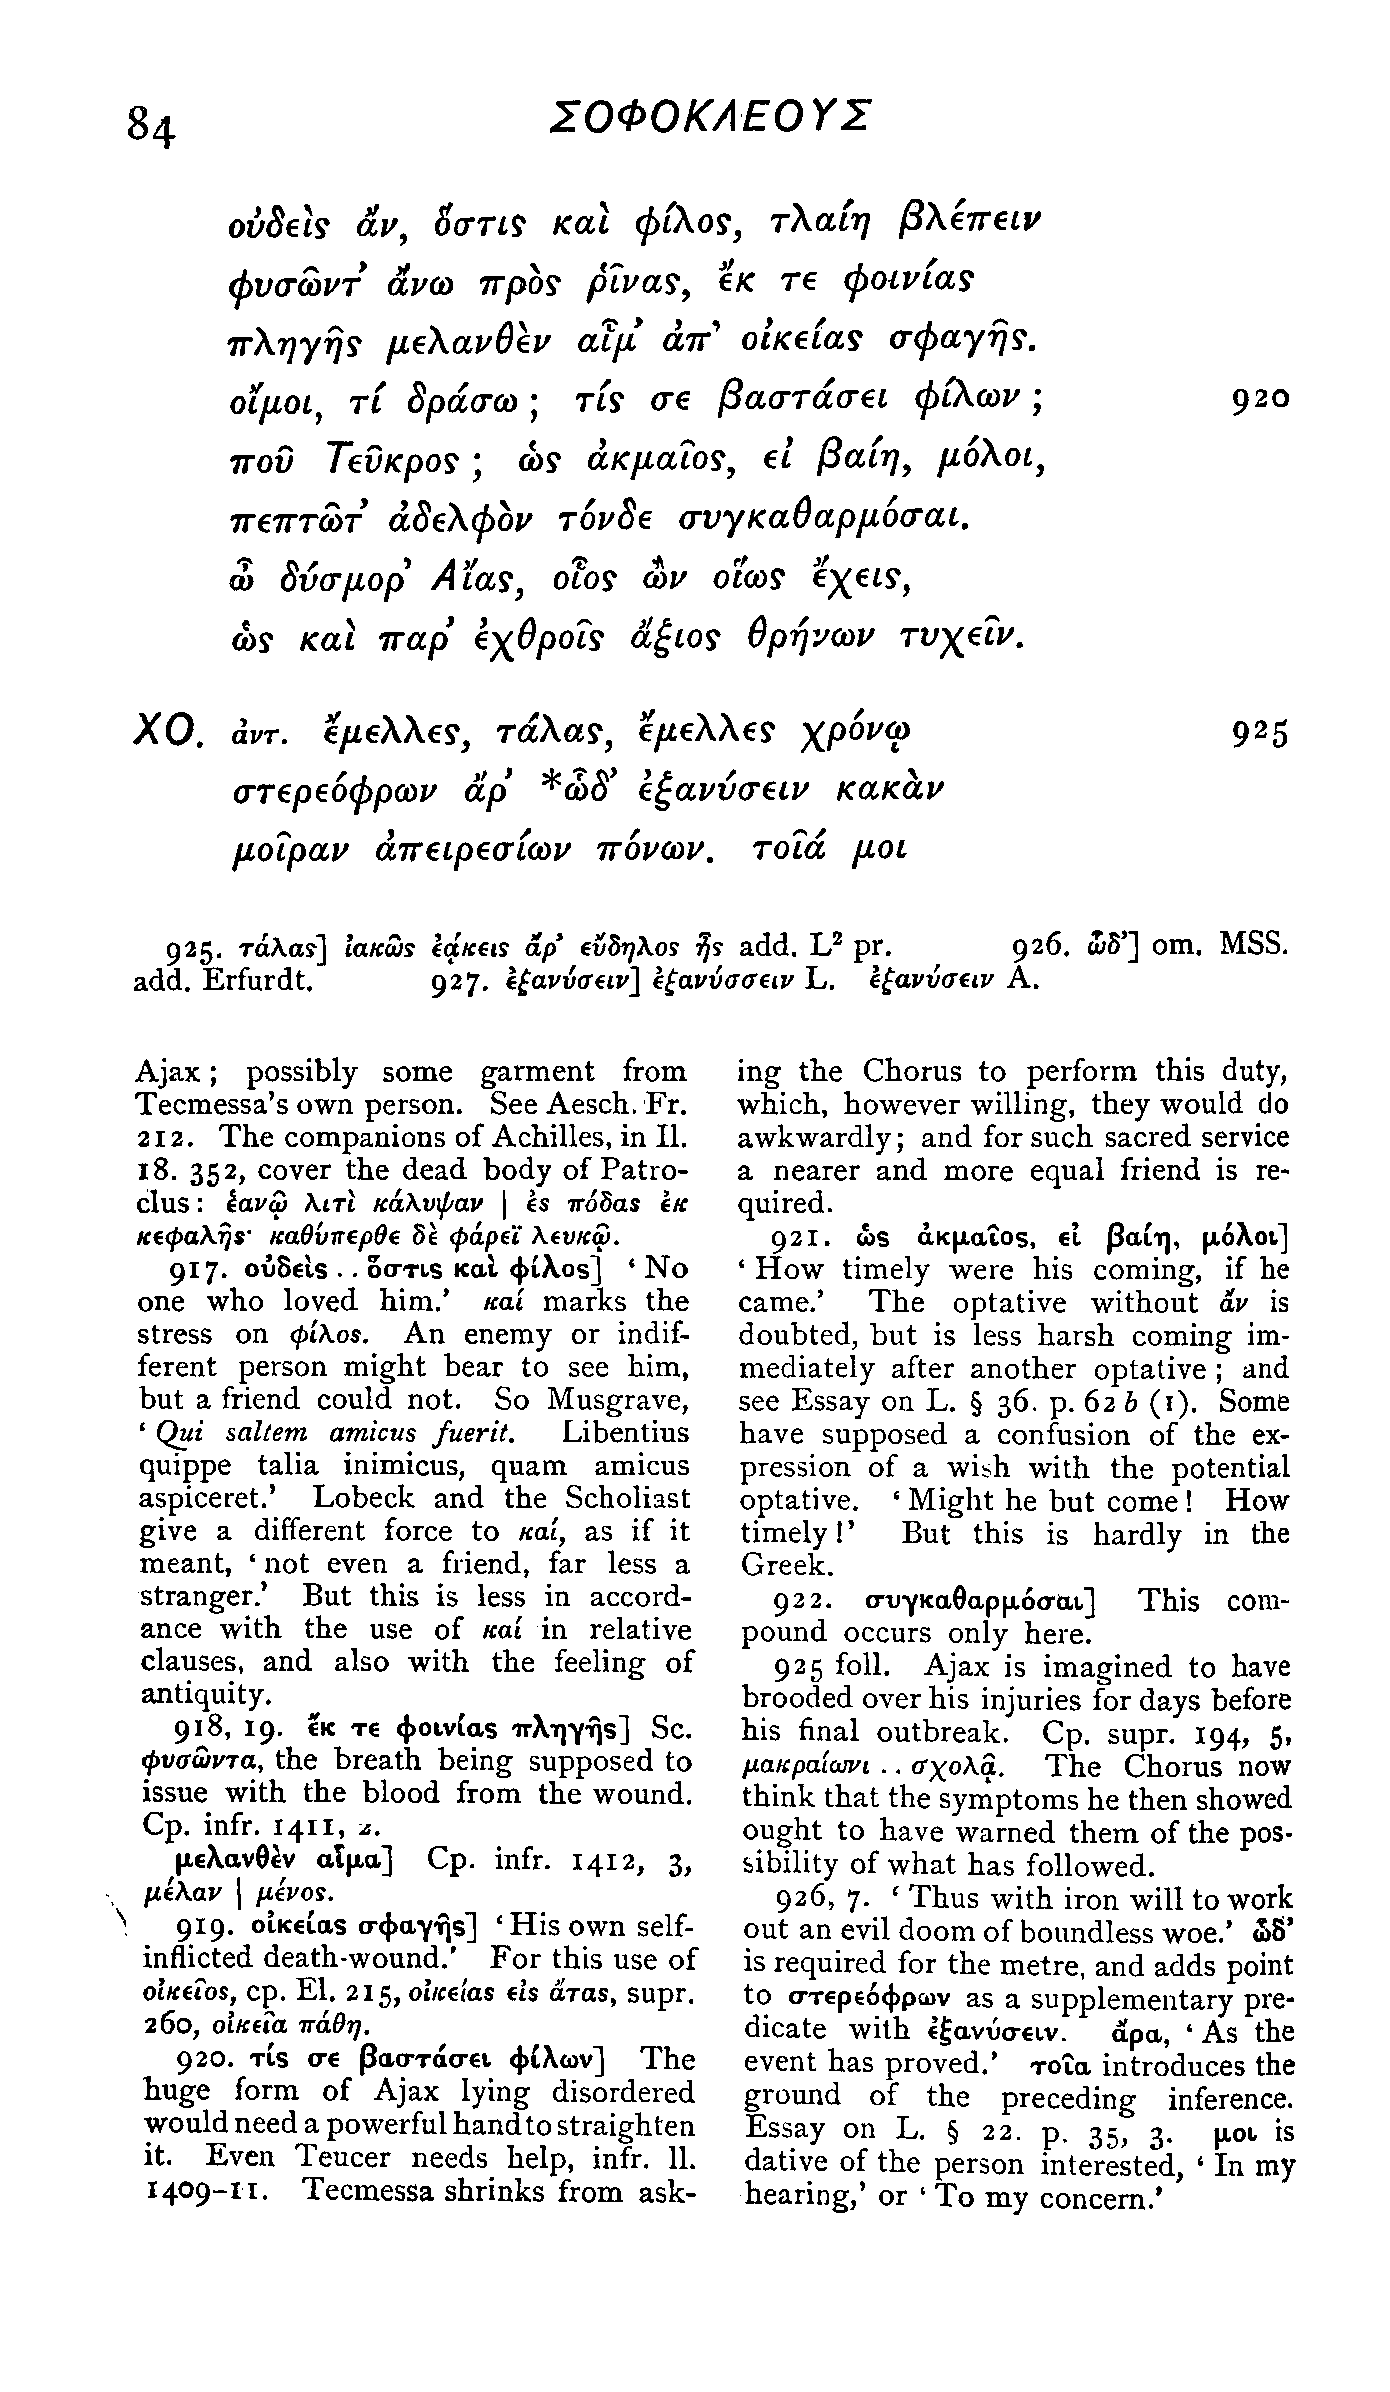 84 ΣΟΦΟΚΛΕΟΥΣ
οὐδεὶς ἄν, ὅστις καὶ φίλος, τλαίη βλέπειν
φυσῶντ’ ἄνω πρὸς ῥῖνας, ἔκ τε φοινίας
πληγῆς μελανθὲν αἷμ’ ἀπ’ οἰκείας σφαγῆς.
οἴμοι, τί δράσω ; τίς σε βαστάσει φίλων ; 920
ποῦ Τεῦκρος ; ὡς ἀκμαῖος, εἰ βαίη, μόλοι,
πεπτῶτ’ ἀδελφὸν τόνδε συγκαθαρμόσαι.
ὦ δύσμορ’ Αἴας, οἷος ὢν οἵως ἔχεις,
ὡς καὶ παρ’ ἐχθροῖς ἄξιος θρήνων τυχεῖν.
ΧΟ. ἀντ. ἔμελλες, τάλας, ἔμελλες χρόνῳ 925
στερεόφρων ἄρ’ *ὧδ’ ἐξανύσειν κακὰν
μοῖραν ἀπειρεσίων πόνων. τοῖά μοι
925. τάλας] ἰακῶς ἐᾴκεις ἄρ’ εὔδηλος ἦς add. L² pr. 926. ὧδ’] om. MSS.
add. Erfurdt. 927. ἐξανύσειν] ἐξανύσσειν L. ἐξανύσειν A.
Ajax ; possibly some garment from
Tecmessa’s own person. See Aesch. Fr.
212. The companions of Achilles, in Il.
18. 352, cover the dead body of Patro-
clus: ἑανῷ λιτὶ κάλυψαν | ἐς πόδας ἐκ
κεφαλῆς· καθύπερθε δὲ φάρεϊ λευκῷ.
917. οὐδεὶς . . ὅστις καὶ φίλος] ‘ No
one who loved him.’ καί marks the
stress on φίλος. An enemy or indif-
ferent person might bear to see him,
but a friend could not. So Musgrave,
‘ Qui saltem amicus fuerit. Libentius
quippe talia inimicus, quam amicus
aspiceret.’ Lobeck and the Scholiast
give a different force to καί, as if it
meant, ‘ not even a friend, far less a
stranger.’ But this is less in accord-
ance with the use of καί in relative
clauses, and also with the feeling of
antiquity.
918, 19. ἔκ τε φοινίας πληγῆς] Sc.
φυσῶντα, the breath being supposed to
issue with the blood from the wound.
Cp. infr. 1411, 2.
μελανθὲν αἷμα] Cp. infr. 1412, 3,
μέλαν | μένος.
919. οἰκείας σφαγῆς] ‘ His own self-
inflicted death-wound.’ For this use of
οἰκεῖος, cp. El. 215, οἰκείας εἰς ἄτας, supr.
260, οἰκεῖα πάθη.
920. τίς σε βαστάσει φίλων] The
huge form of Ajax lying disordered
would need a powerful hand to straighten
it. Even Teucer needs help, infr. ll.
1409-11. Tecmessa shrinks from ask-
ing the Chorus to perform this duty,
which, however willing, they would do
awkwardly; and for such sacred service
a nearer and more equal friend is re-
quired.
921. ὡς ἀκμαῖος, εἰ βαίη, μόλοι]
‘ How timely were his coming, if he
came.’ The optative without ἄν is
doubted, but is less harsh coming im-
mediately after another optative ; and
see Essay on L. § 36. p. 62 b (1). Some
have supposed a confusion of the ex-
pression of a wish with the potential
optative. ‘ Might he but come ! How
timely !’ But this is hardly in the
Greek.
922. συγκαθαρμόσαι] This com-
pound occurs only here.
925 foll. Ajax is imagined to have
brooded over his injuries for days before
his final outbreak. Cp. supr. 194, 5,
μακραίωνι . . σχολᾷ. The Chorus now
think that the symptoms he then showed
ought to have warned them of the pos-
sibility of what has followed.
926, 7. ‘ Thus with iron will to work
out an evil doom of boundless woe.’ ὧδ’
is required for the metre, and adds point
to στερεόφρων as a supplementary pre-
dicate with ἐξανύσειν. ἄρα, ‘ As the
event has proved.’ τοῖα introduces the
ground of the preceding inference.
Essay on L. § 22. p. 35, 3. μοι is
dative of the person interested, ‘ In my
hearing,’ or ‘ To my concern.’